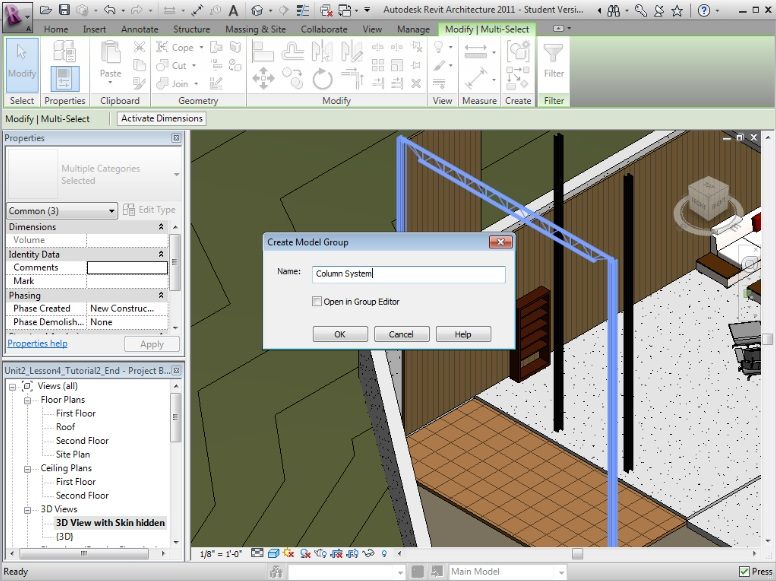 Autodesk Revit Architecture 2011 - Student Versi...
Home Insert Annotate Structure Massing & Site Collaborate View Manage Modify | Multi-Select
Modify
Paste
Cope
Cut
Join
Filter
Select Properties Clipboard Geometry Modify View Measure Create Filter
Modify | Multi-Select Activate Dimensions
Properties
Multiple Categories
Selected
Common (3) Edit Type
Dimensions
Volume
Identity Data
Comments
Mark
Phasing
Phase Created New Construc...
Phase Demolish... None
Properties help Apply
Unit2_Lesson4_Tutorial2_End - Project B...
Views (all)
Floor Plans
First Floor
Roof
Second Floor
Site Plan
Ceiling Plans
First Floor
Second Floor
3D Views
3D View with Skin hidden
{3D}
Create Model Group
Name: Column System
Open in Group Editor
OK Cancel Help
1/8" = 1'-0"
Ready Main Model Press